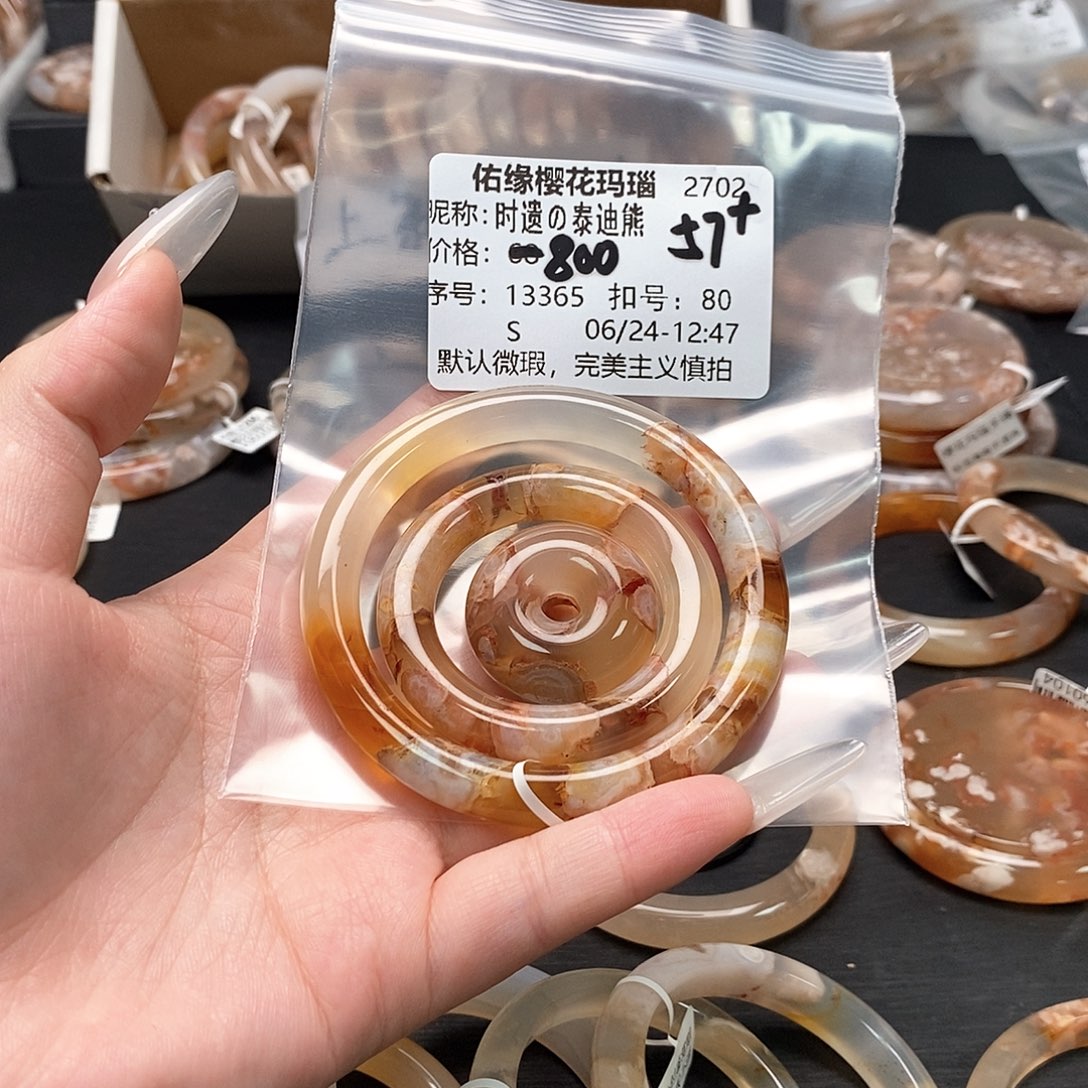 佑缘樱花玛瑙 2702
昵称：时遗の泰迪熊 57+
价格：800
序号：13365 扣号：80
S 06/24-12:47
默认微瑕，完美主义慎拍